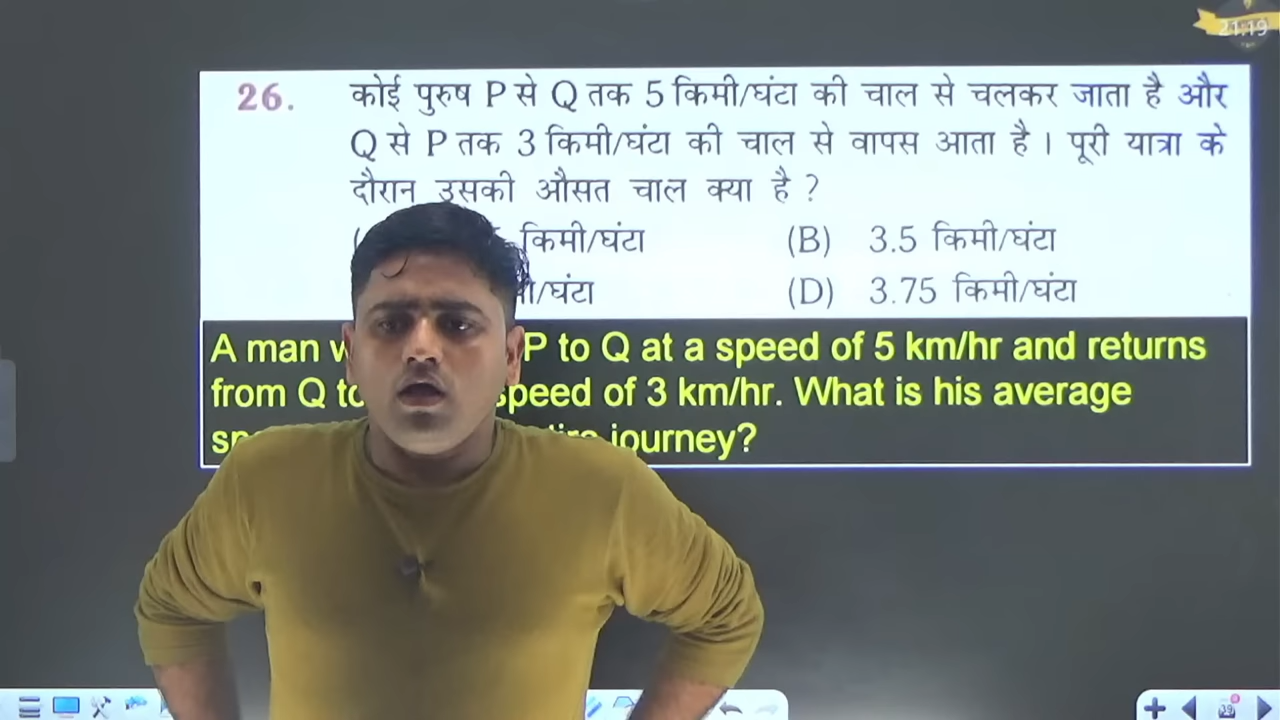 21:19
26. कोई पुरुष P से Q तक 5 किमी/घंटा की चाल से चलकर जाता है और
Q से P तक 3 किमी/घंटा की चाल से वापस आता है । पूरी यात्रा के
दौरान उसकी औसत चाल क्या है ?
किमी/घंटा (B) 3.5 किमी/घंटा
/घंटा (D) 3.75 किमी/घंटा
A man P to Q at a speed of 5 km/hr and returns
from Q to speed of 3 km/hr. What is his average
journey?